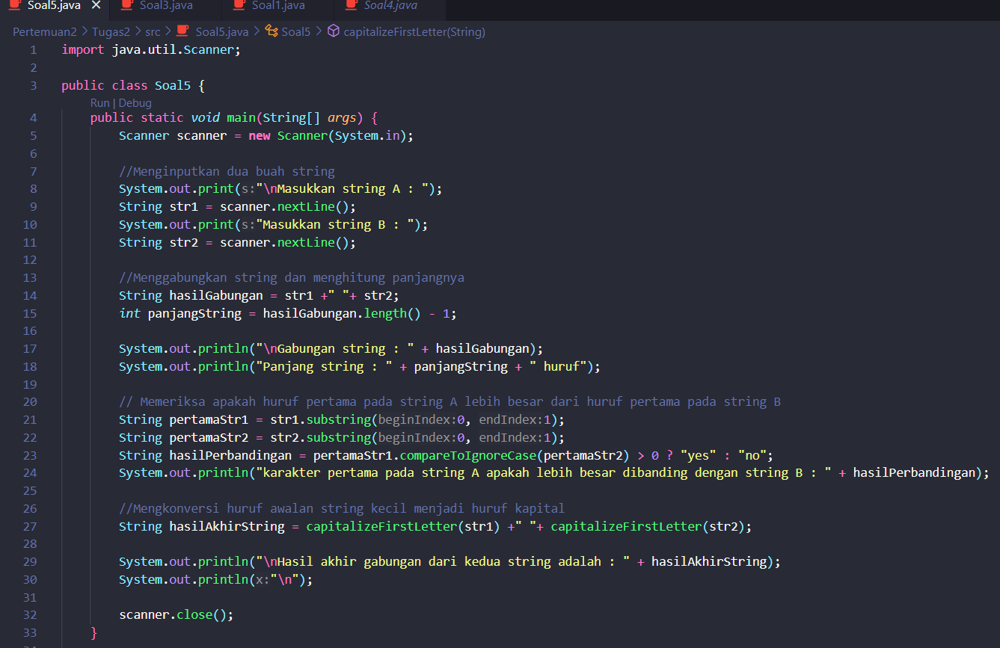 Soal5.java × Soal3.java Soal1.java Soal4.java
Pertemuan2 > Tugas2 > src > Soal5.java > Soal5 > capitalizeFirstLetter(String)
1 import java.util.Scanner;
2
3 public class Soal5 {
Run | Debug
4 public static void main(String[] args) {
5 Scanner scanner = new Scanner(System.in);
6
7 //Menginputkan dua buah string
8 System.out.print(s:"\nMasukkan string A : ");
9 String str1 = scanner.nextLine();
10 System.out.print(s:"Masukkan string B : ");
11 String str2 = scanner.nextLine();
12
13 //Menggabungkan string dan menghitung panjangnya
14 String hasilGabungan = str1 +" "+ str2;
15 int panjangString = hasilGabungan.length() - 1;
16
17 System.out.println("\nGabungan string : " + hasilGabungan);
18 System.out.println("Panjang string : " + panjangString + " huruf");
19
20 // Memeriksa apakah huruf pertama pada string A lebih besar dari huruf pertama pada string B
21 String pertamaStr1 = str1.substring(beginIndex:0, endIndex:1);
22 String pertamaStr2 = str2.substring(beginIndex:0, endIndex:1);
23 String hasilPerbandingan = pertamaStr1.compareToIgnoreCase(pertamaStr2) > 0 ? "yes" : "no";
24 System.out.println("karakter pertama pada string A apakah lebih besar dibanding dengan string B : " + hasilPerbandingan);
25
26 //Mengkonversi huruf awalan string kecil menjadi huruf kapital
27 String hasilAkhirString = capitalizeFirstLetter(str1) +" "+ capitalizeFirstLetter(str2);
28
29 System.out.println("\nHasil akhir gabungan dari kedua string adalah : " + hasilAkhirString);
30 System.out.println(x:"\n");
31
32 scanner.close();
33 }